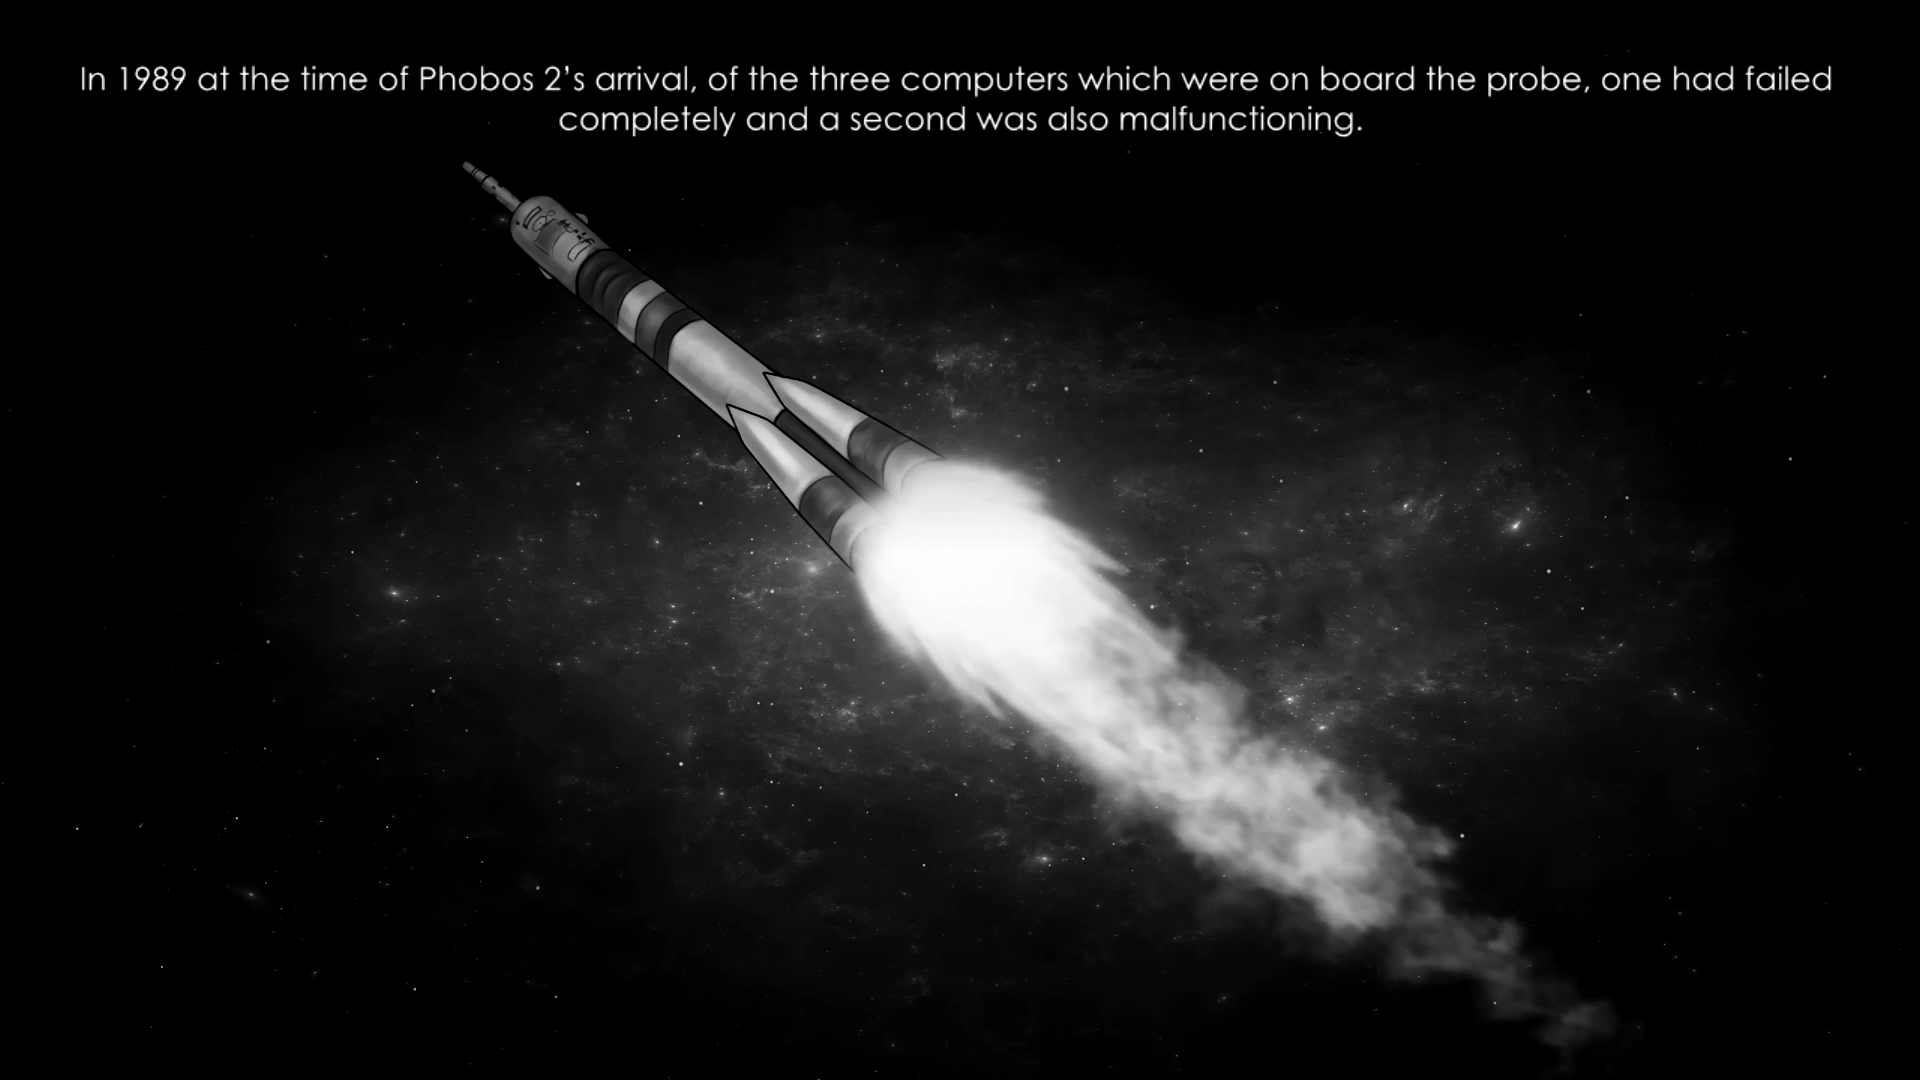 In 1989 at the time of Phobos 2's arrival, of the three computers which were on board the probe, one had failed
completely and a second was also malfunctioning.